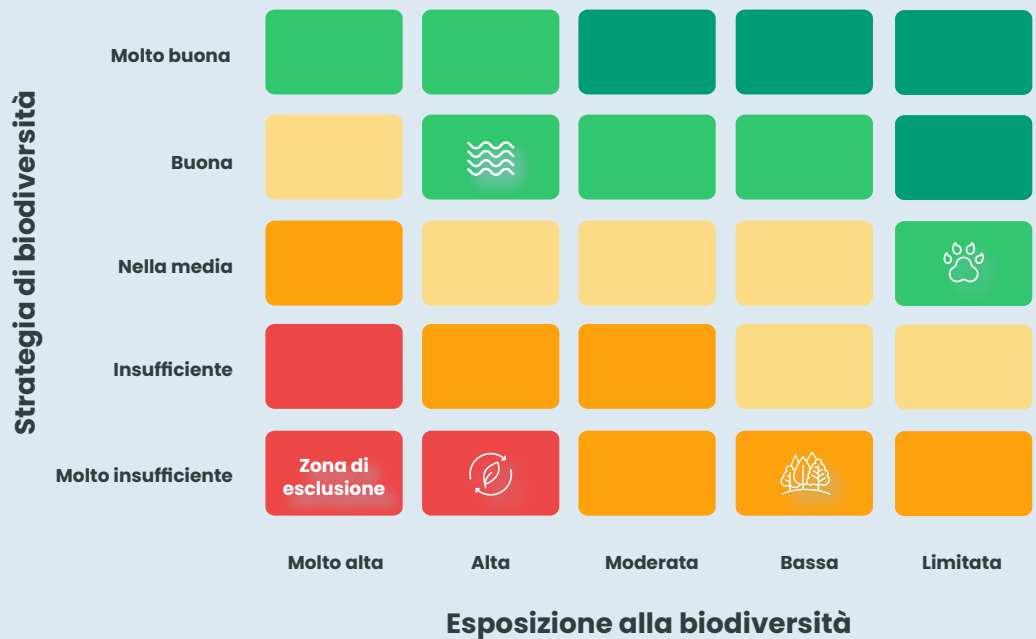 Strategia di biodiversità
Molto buona
Buona
Nella media
Insufficiente
Molto insufficiente
Zona di
esclusione
Molto alta
Alta
Moderata
Bassa
Limitata
Esposizione alla biodiversità